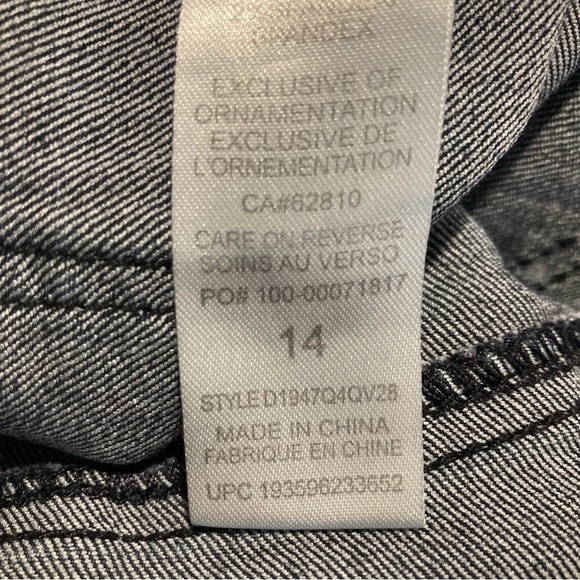 SPANDEX
EXCLUSIVE OF
ORNAMENTATION
EXCLUSIVE DE
L'ORNEMENTATION
CA#62810
CARE ON REVERSE
SOINS AU VERSO
PO# 100-00071817
14
STYLE D1947Q4QV28
MADE IN CHINA
FABRIQUE EN CHINE
UPC 193596233652